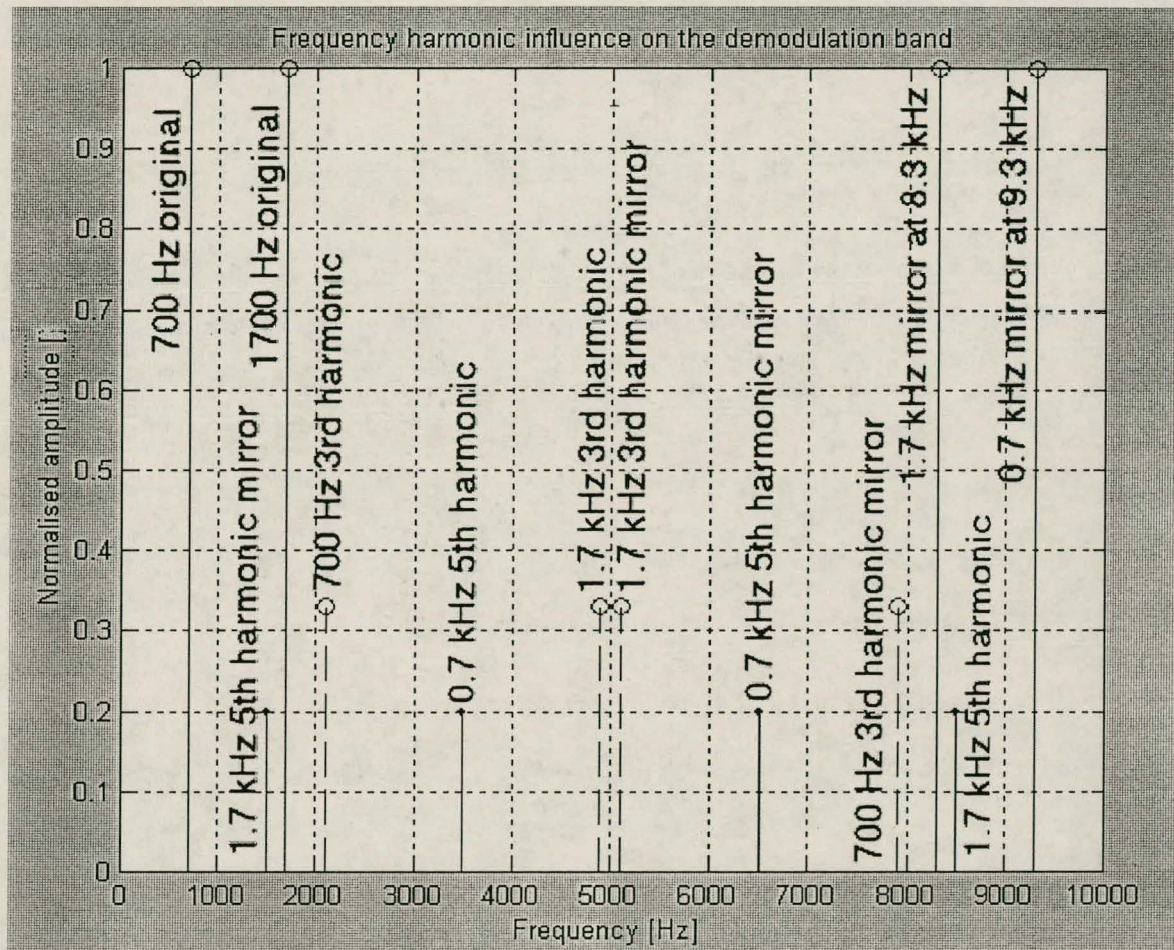 Frequency harmonic influence on the demodulation band
Normalised amplitude []
1
0.9
0.8
0.7
0.6
0.5
0.4
0.3
0.2
0.1
0
700 Hz original
1.7 kHz 5th harmonic mirror
1700 Hz original
700 Hz 3rd harmonic
0.7 kHz 5th harmonic
1.7 kHz 3rd harmonic
1.7 kHz 3rd harmonic mirror
0.7 kHz 5th harmonic mirror
700 Hz 3rd harmonic mirror
1.7 kHz mirror at 8.3 kHz
1.7 kHz 5th harmonic
0.7 kHz mirror at 9.3 kHz
0 1000 2000 3000 4000 5000 6000 7000 8000 9000 10000
Frequency [Hz]